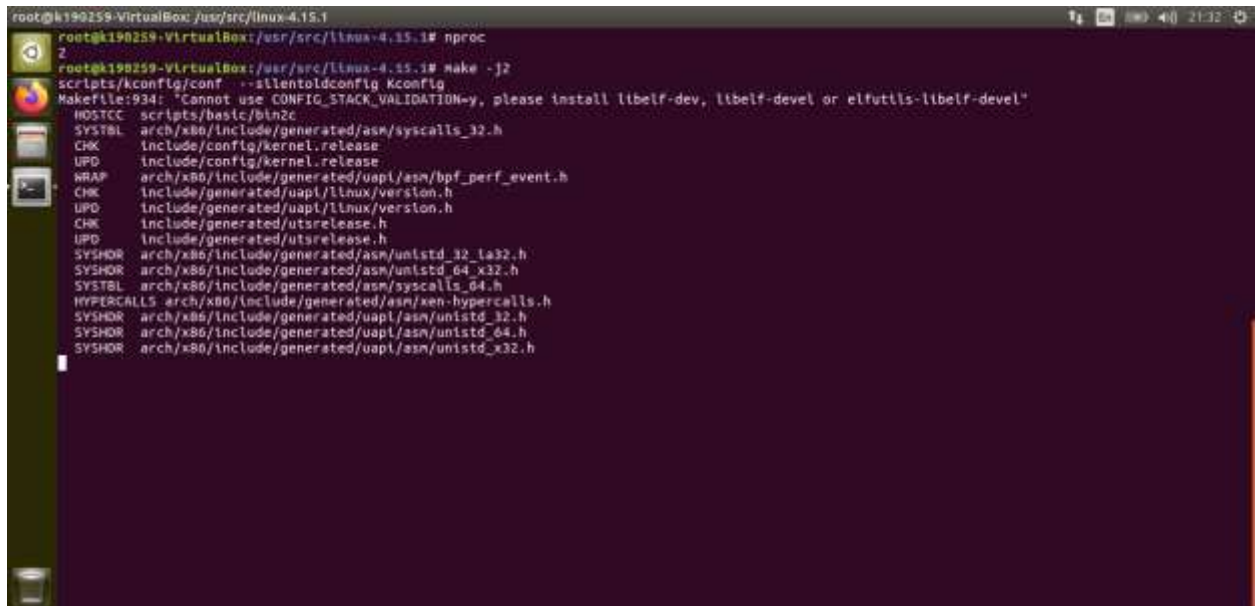 root@k190259-VirtualBox: /usr/src/linux-4.15.1
En
21:32
root@k190259-VirtualBox:/usr/src/linux-4.15.1# nproc
2
root@k190259-VirtualBox:/usr/src/linux-4.15.1# make -j2
scripts/kconfig/conf --silentoldconfig Kconfig
Makefile:934: "Cannot use CONFIG_STACK_VALIDATION=y, please install libelf-dev, libelf-devel or elfutils-libelf-devel"
HOSTCC scripts/basic/bin2c
SYSTBL arch/x86/include/generated/asm/syscalls_32.h
CHK include/config/kernel.release
UPD include/config/kernel.release
WRAP arch/x86/include/generated/uapi/asm/bpf_perf_event.h
CHK include/generated/uapi/linux/version.h
UPD include/generated/uapi/linux/version.h
CHK include/generated/utsrelease.h
UPD include/generated/utsrelease.h
SYSHDR arch/x86/include/generated/asm/unistd_32_ia32.h
SYSHDR arch/x86/include/generated/asm/unistd_64_x32.h
SYSTBL arch/x86/include/generated/asm/syscalls_64.h
HYPERCALLS arch/x86/include/generated/asm/xen-hypercalls.h
SYSHDR arch/x86/include/generated/uapi/asm/unistd_32.h
SYSHDR arch/x86/include/generated/uapi/asm/unistd_64.h
SYSHDR arch/x86/include/generated/uapi/asm/unistd_x32.h